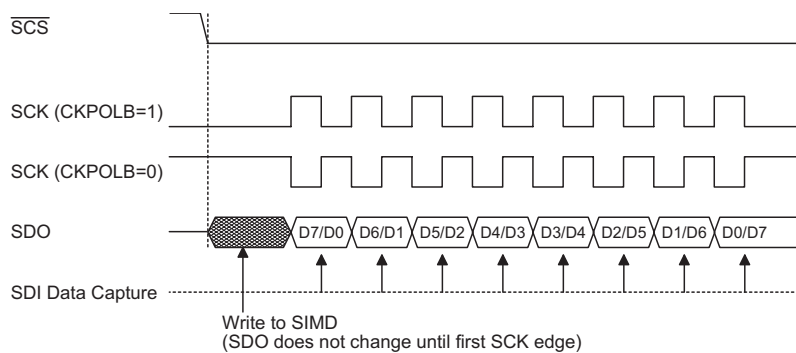 SCS
SCK (CKPOLB=1)
SCK (CKPOLB=0)
SDO
D7/D0 D6/D1 D5/D2 D4/D3 D3/D4 D2/D5 D1/D6 D0/D7
SDI Data Capture
Write to SIMD
(SDO does not change until first SCK edge)